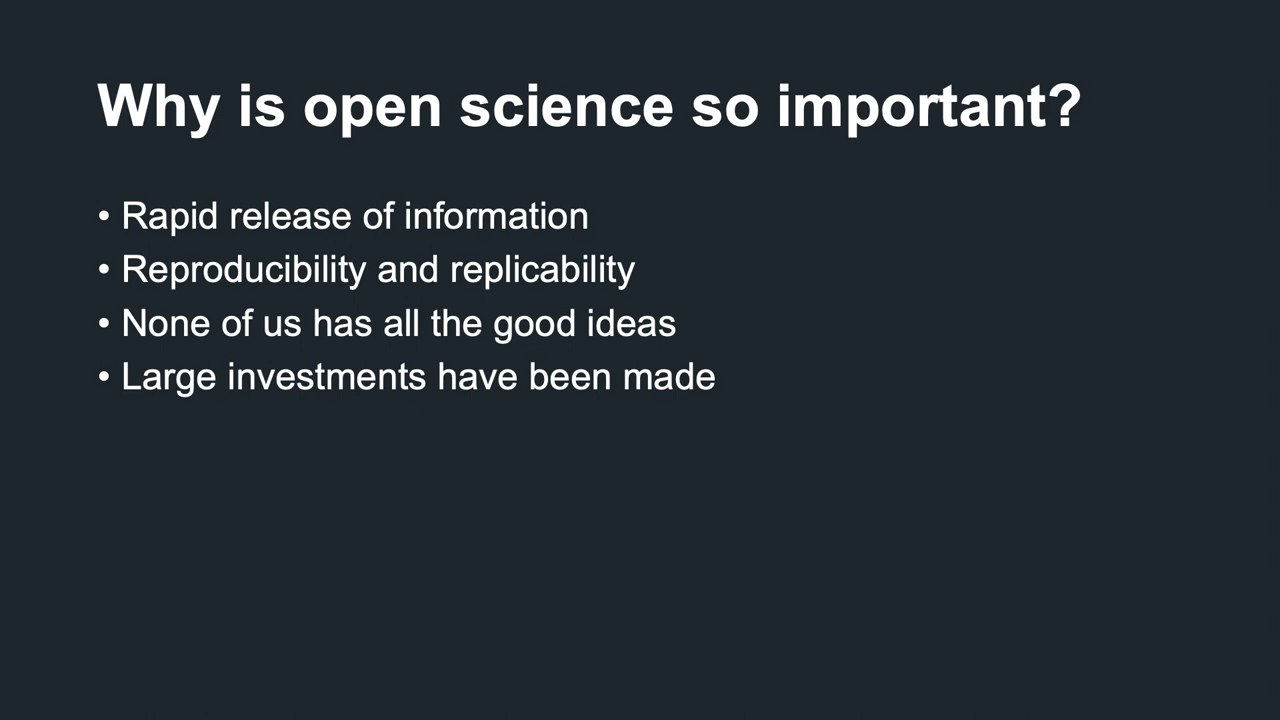 Why is open science so important?
• Rapid release of information
• Reproducibility and replicability
• None of us has all the good ideas
• Large investments have been made